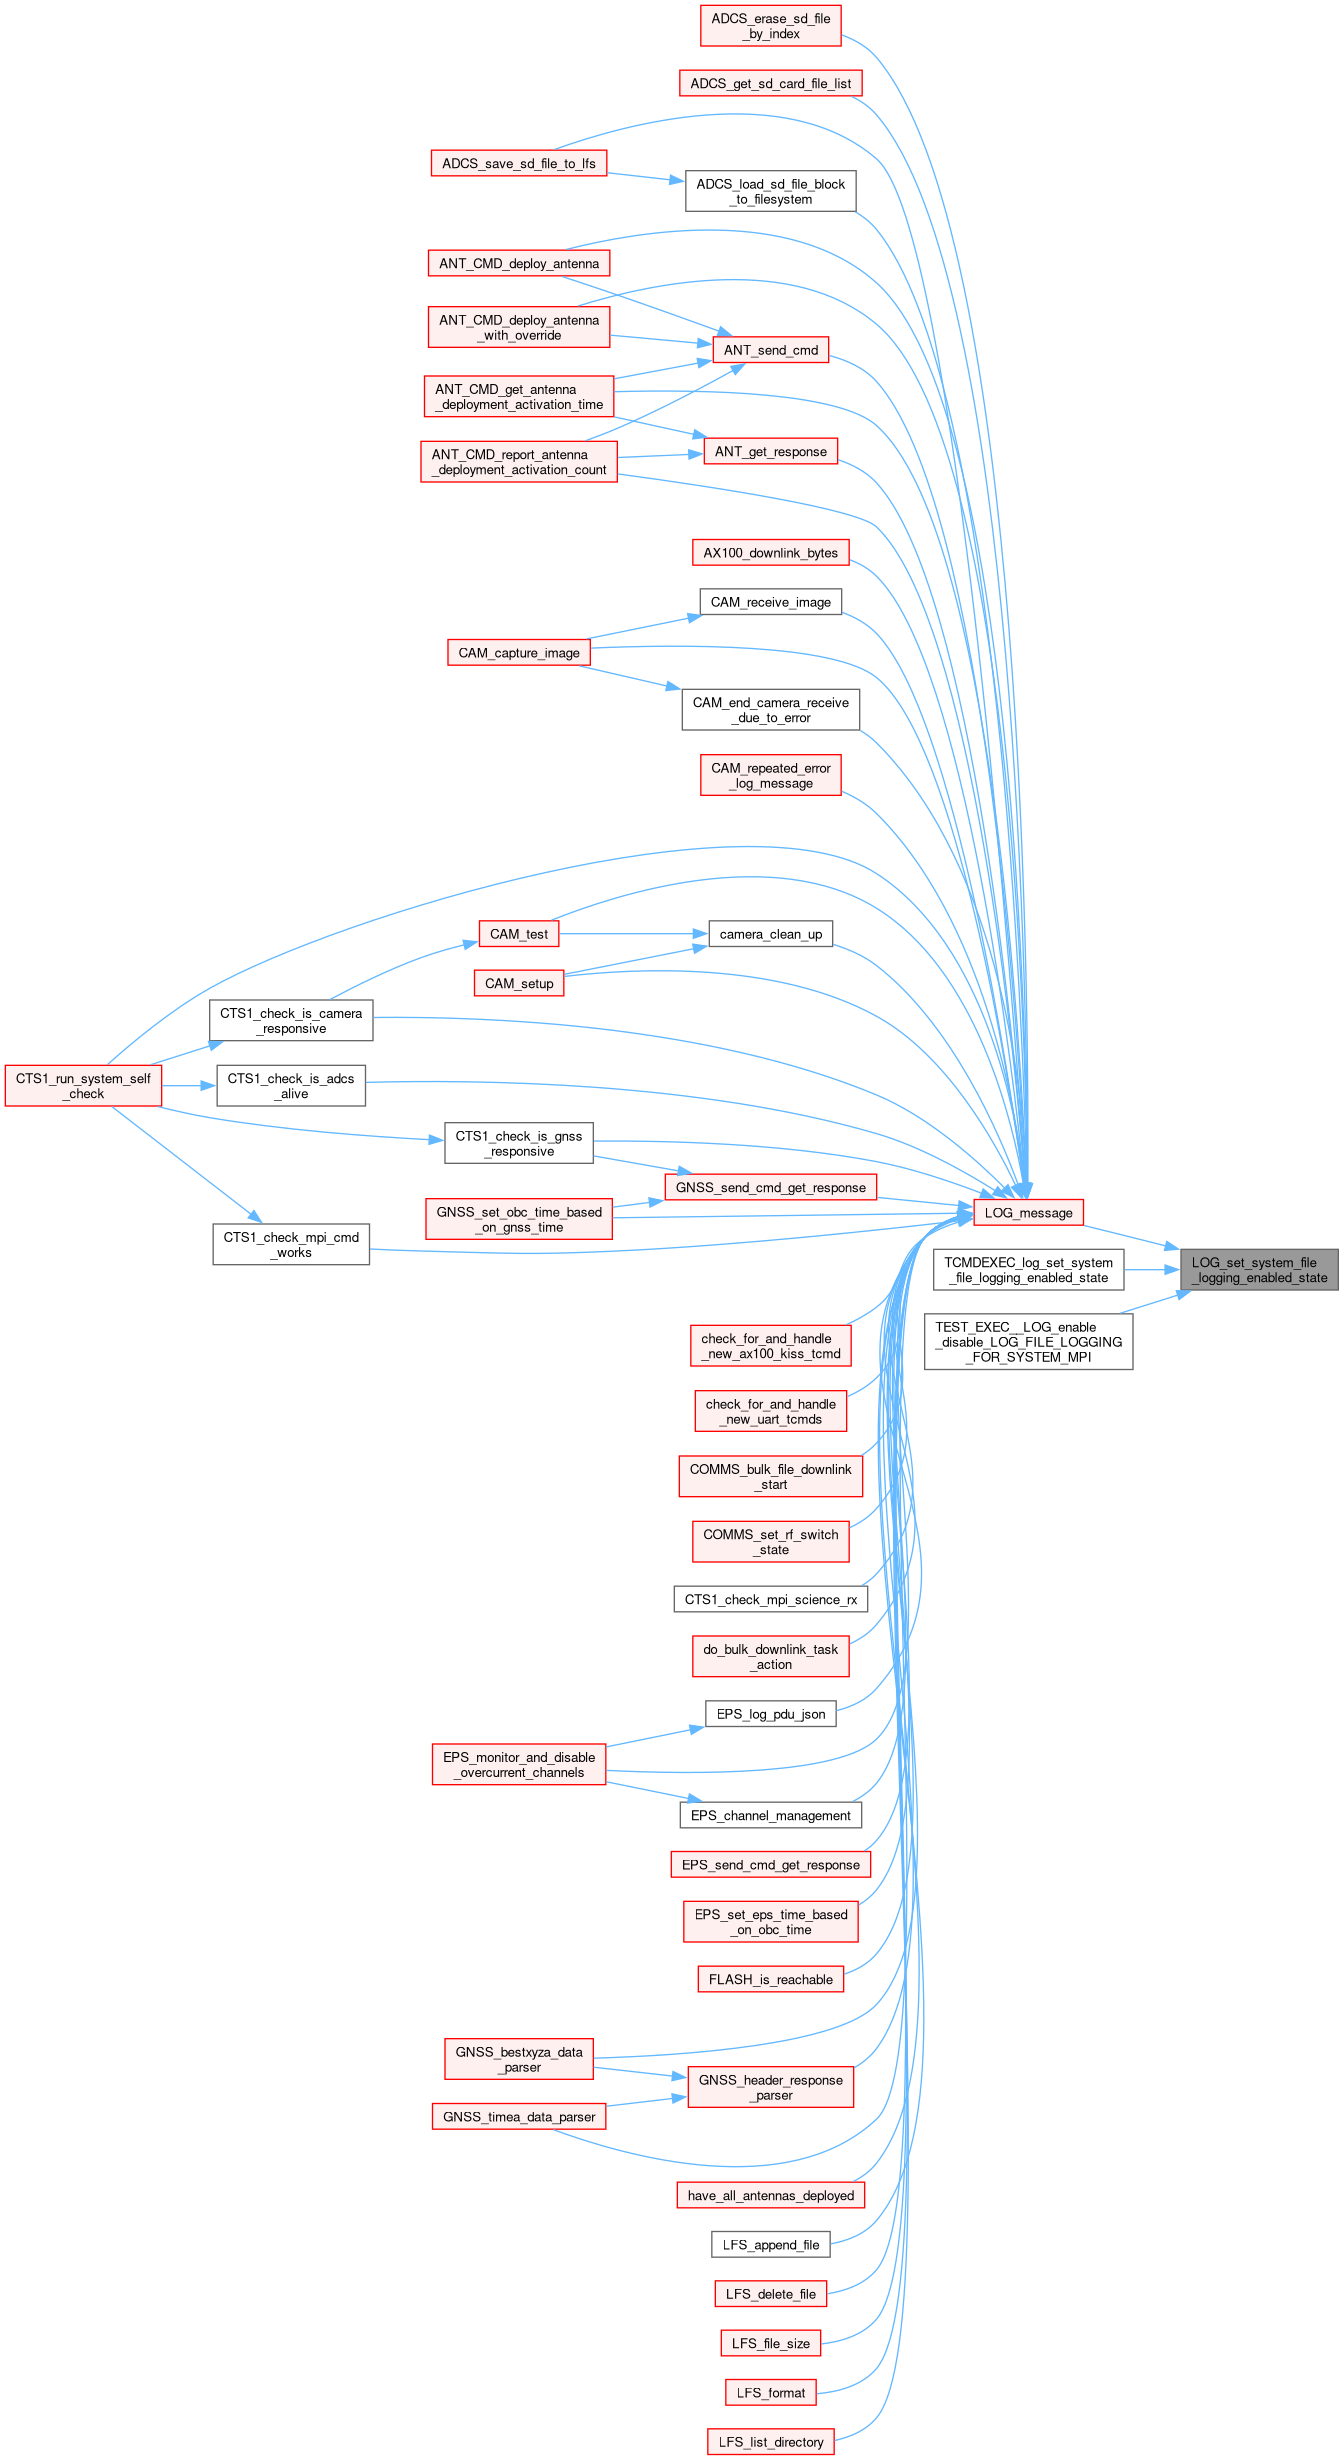 ADCS_erase_sd_file
_by_index
ADCS_get_sd_card_file_list
ADCS_save_sd_file_to_lfs
ADCS_load_sd_file_block
_to_filesystem
ANT_CMD_deploy_antenna
ANT_CMD_deploy_antenna
_with_override
ANT_send_cmd
ANT_CMD_get_antenna
_deployment_activation_time
ANT_CMD_report_antenna
_deployment_activation_count
ANT_get_response
AX100_downlink_bytes
CAM_receive_image
CAM_capture_image
CAM_end_camera_receive
_due_to_error
CAM_repeated_error
_log_message
CAM_test
camera_clean_up
CAM_setup
CTS1_check_is_camera
_responsive
CTS1_run_system_self
_check
CTS1_check_is_adcs
_alive
CTS1_check_is_gnss
_responsive
GNSS_send_cmd_get_response
GNSS_set_obc_time_based
_on_gnss_time
CTS1_check_mpi_cmd
_works
LOG_message
LOG_set_system_file
_logging_enabled_state
TCMDEXEC_log_set_system
_file_logging_enabled_state
TEST_EXEC__LOG_enable
_disable_LOG_FILE_LOGGING
_FOR_SYSTEM_MPI
check_for_and_handle
_new_ax100_kiss_tcmd
check_for_and_handle
_new_uart_tcmds
COMMS_bulk_file_downlink
_start
COMMS_set_rf_switch
_state
CTS1_check_mpi_science_rx
do_bulk_downlink_task
_action
EPS_log_pdu_json
EPS_monitor_and_disable
_overcurrent_channels
EPS_channel_management
EPS_send_cmd_get_response
EPS_set_eps_time_based
_on_obc_time
FLASH_is_reachable
GNSS_bestxyza_data
_parser
GNSS_header_response
_parser
GNSS_timea_data_parser
have_all_antennas_deployed
LFS_append_file
LFS_delete_file
LFS_file_size
LFS_format
LFS_list_directory